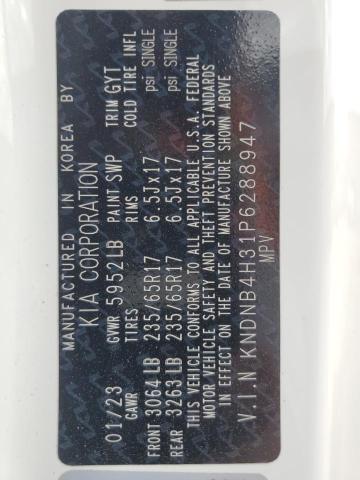 MANUFACTURED IN KOREA BY
KIA CORPORATION
01/23 GVWR 5952LB PAINT SWP TRIM GYT
GAWR TIRES RIMS COLD TIRE INFL
FRONT 3064LB 235/65R17 6.5Jx17 psi SINGLE
REAR 3263LB 235/65R17 6.5Jx17 psi SINGLE
THIS VEHICLE CONFORMS TO ALL APPLICABLE U.S.A. FEDERAL
MOTOR VEHICLE SAFETY AND THEFT PREVENTION STANDARDS
IN EFFECT ON THE DATE OF MANUFACTURE SHOWN ABOVE
V.I.N KNDNB4H31P6288947
MPV